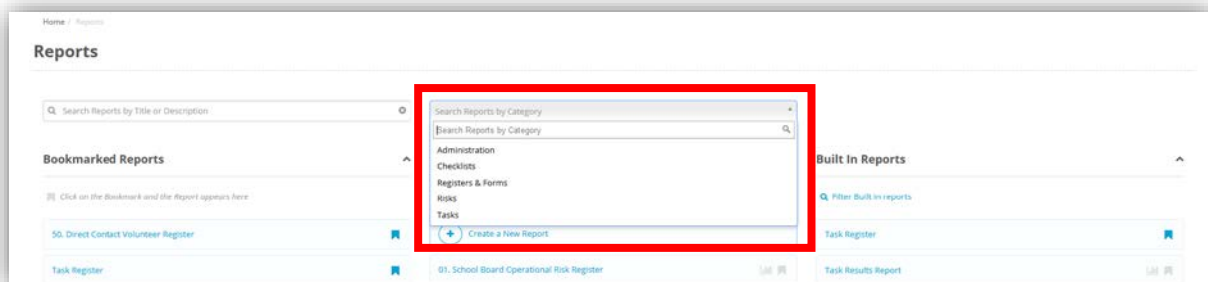 Home / Reports
Reports
Search Reports by Title or Description
Search Reports by Category
Search Reports by Category
Administration
Checklists
Registers & Forms
Risks
Tasks
Bookmarked Reports
Click on the Bookmark and the Report appears here
50. Direct Contact Volunteer Register
Task Register
Create a New Report
01. School Board Operational Risk Register
Built In Reports
Filter Built in reports
Task Register
Task Results Report